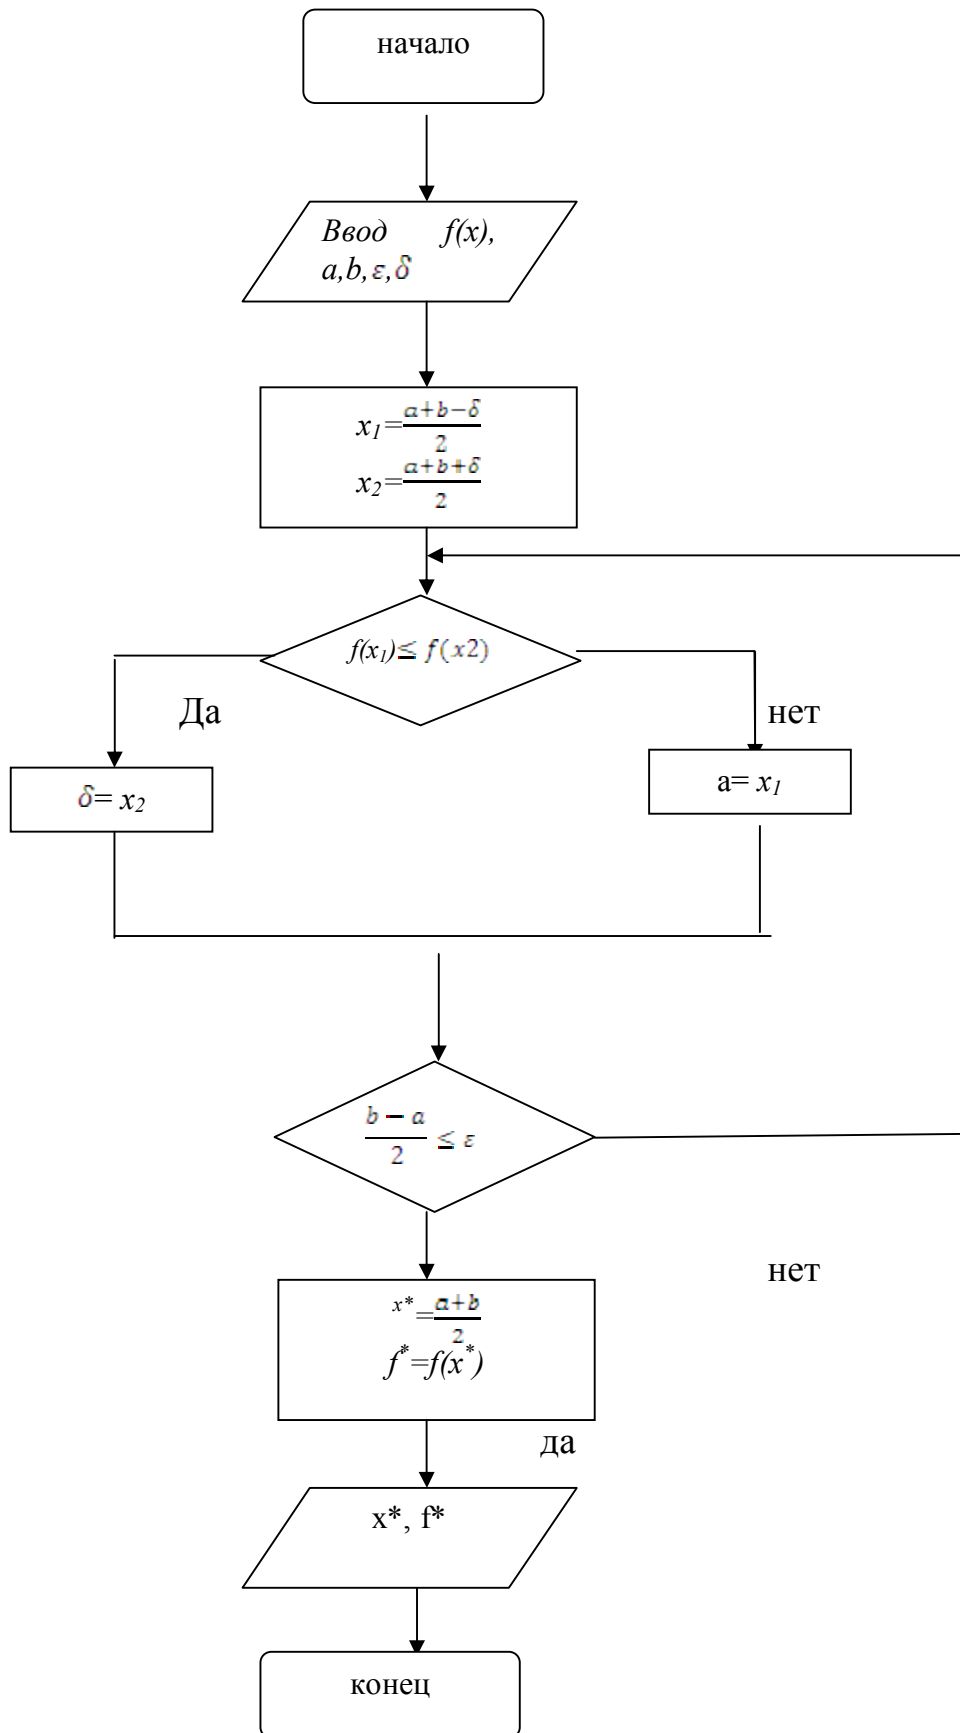 начало
Ввод f(x),
a,b,ε,δ
x₁=(a+b−δ)/2
x₂=(a+b+δ)/2
f(x₁)≤ f(x2)
Да
нет
δ= x₂
a= x₁
(b − a)/2 ≤ ε
нет
x*=(a+b)/2
f*=f(x*)
да
x*, f*
конец